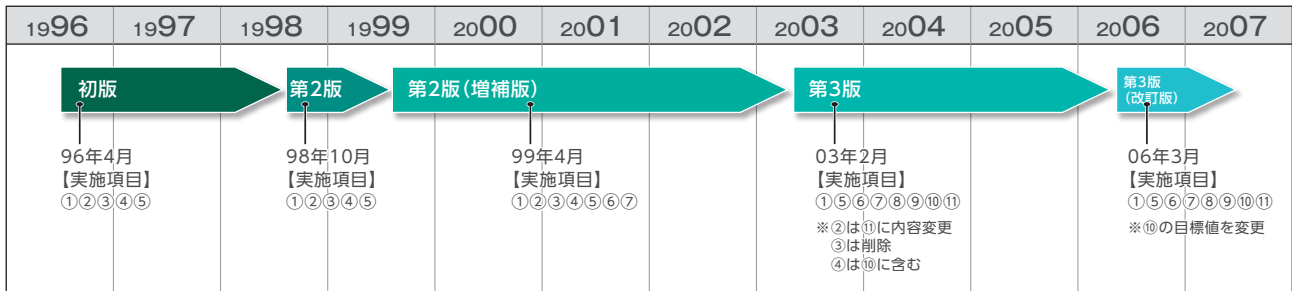 1996 1997 1998 1999 2000 2001 2002 2003 2004 2005 2006 2007
初版
第2版
第2版（増補版）
第3版
第3版
（改訂版）
96年4月
【実施項目】
①②③④⑤
98年10月
【実施項目】
①②③④⑤
99年4月
【実施項目】
①②③④⑤⑥⑦
03年2月
【実施項目】
①⑤⑥⑦⑧⑨⑩⑪
※②は⑪に内容変更
③は削除
④は⑩に含む
06年3月
【実施項目】
①⑤⑥⑦⑧⑨⑩⑪
※⑩の目標値を変更